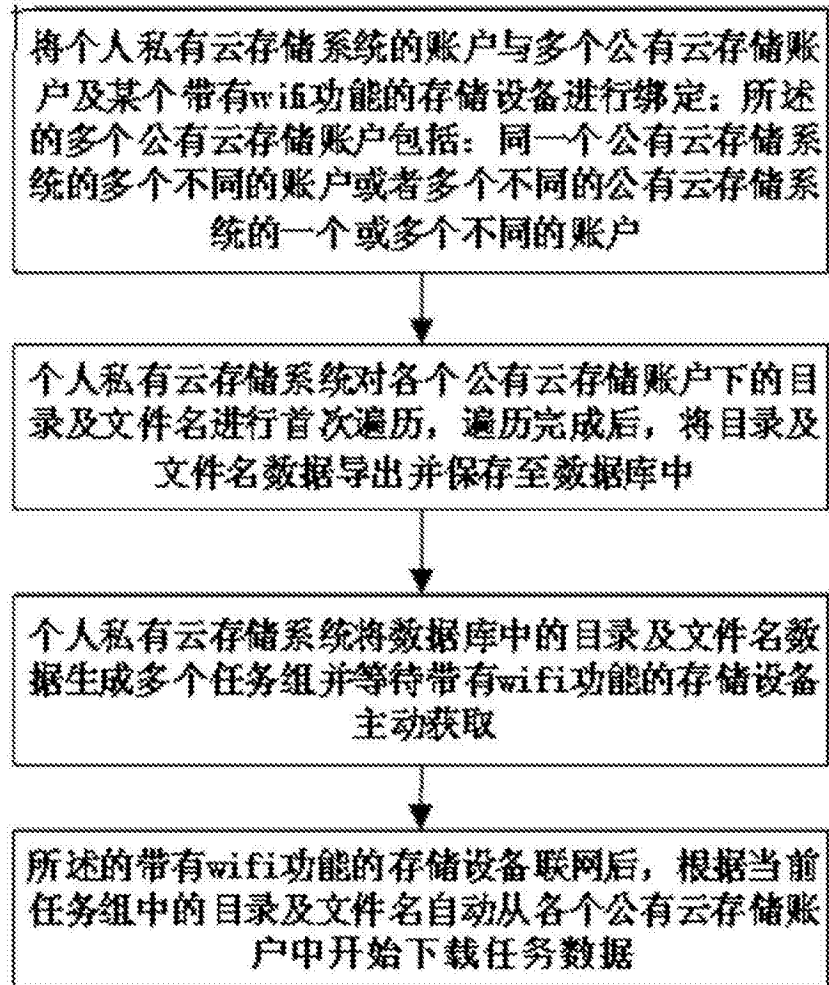 将个人私有云存储系统的账户与多个公有云存储账
户及某个带有wifi功能的存储设备进行绑定；所述
的多个公有云存储账户包括：同一个公有云存储系
统的多个不同的账户或者多个不同的公有云存储系
统的一个或多个不同的账户
个人私有云存储系统对各个公有云存储账户下的目
录及文件名进行首次遍历，遍历完成后，将目录及
文件名数据导出并保存至数据库中
个人私有云存储系统将数据库中的目录及文件名数
据生成多个任务组并等待带有wifi功能的存储设备
主动获取
所述的带有wifi功能的存储设备联网后，根据当前
任务组中的目录及文件名自动从各个公有云存储账
户中开始下载任务数据